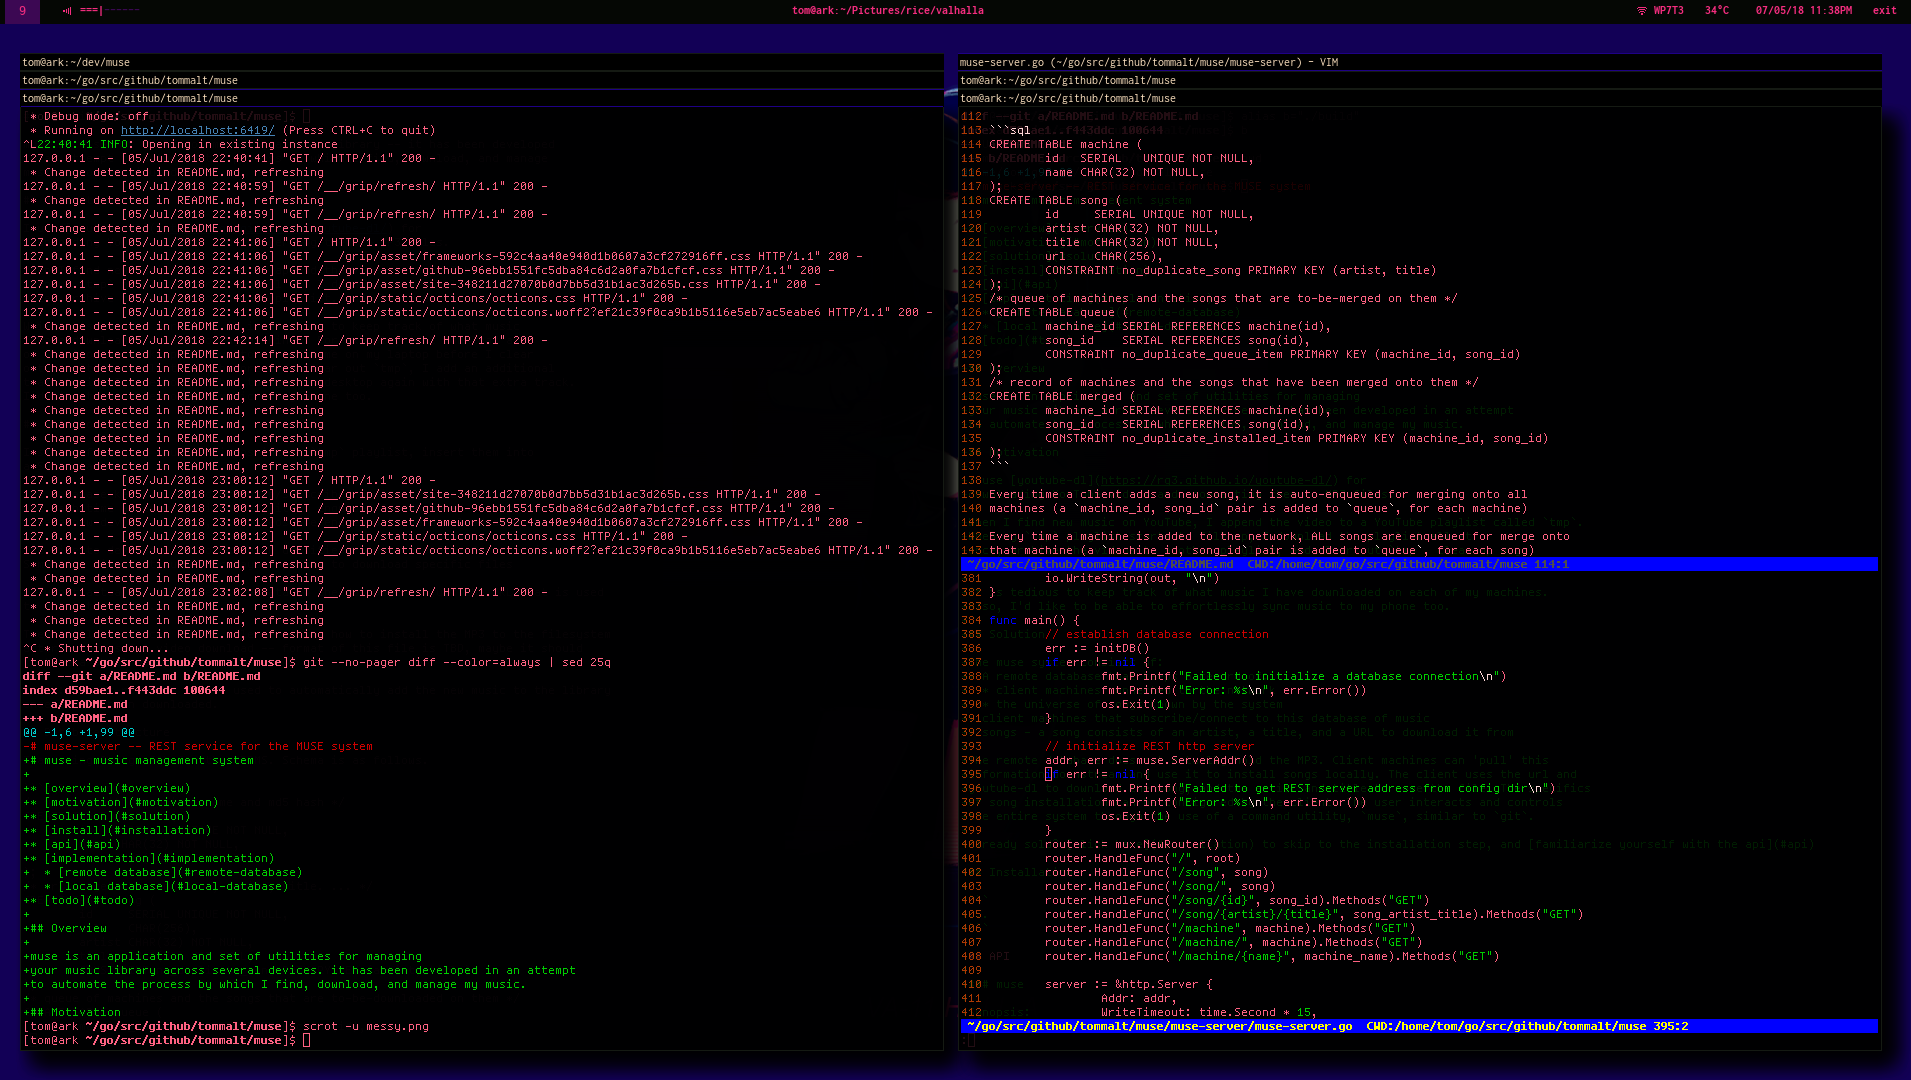 9 ===|------ tom@ark:~/Pictures/rice/valhalla WP7T3 34°C 07/05/18 11:38PM exit
tom@ark:~/dev/muse
tom@ark:~/go/src/github/tommalt/muse
tom@ark:~/go/src/github/tommalt/muse
 * Debug mode: off
 * Running on http://localhost:6419/ (Press CTRL+C to quit)
^L22:40:41 INFO: Opening in existing instance
127.0.0.1 - - [05/Jul/2018 22:40:41] "GET / HTTP/1.1" 200 -
 * Change detected in README.md, refreshing
127.0.0.1 - - [05/Jul/2018 22:40:59] "GET /__/grip/refresh/ HTTP/1.1" 200 -
 * Change detected in README.md, refreshing
127.0.0.1 - - [05/Jul/2018 22:40:59] "GET /__/grip/refresh/ HTTP/1.1" 200 -
 * Change detected in README.md, refreshing
127.0.0.1 - - [05/Jul/2018 22:41:06] "GET / HTTP/1.1" 200 -
127.0.0.1 - - [05/Jul/2018 22:41:06] "GET /__/grip/asset/frameworks-592c4aa40e940d1b0607a3cf272916ff.css HTTP/1.1" 200 -
127.0.0.1 - - [05/Jul/2018 22:41:06] "GET /__/grip/asset/github-96ebb1551fc5dba84c6d2a0fa7b1cfcf.css HTTP/1.1" 200 -
127.0.0.1 - - [05/Jul/2018 22:41:06] "GET /__/grip/asset/site-348211d27070b0d7bb5d31b1ac3d265b.css HTTP/1.1" 200 -
127.0.0.1 - - [05/Jul/2018 22:41:06] "GET /__/grip/static/octicons/octicons.css HTTP/1.1" 200 -
127.0.0.1 - - [05/Jul/2018 22:41:06] "GET /__/grip/static/octicons/octicons.woff2?ef21c39f0ca9b1b5116e5eb7ac5eabe6 HTTP/1.1" 200 -
 * Change detected in README.md, refreshing
127.0.0.1 - - [05/Jul/2018 22:42:14] "GET /__/grip/refresh/ HTTP/1.1" 200 -
 * Change detected in README.md, refreshing
 * Change detected in README.md, refreshing
 * Change detected in README.md, refreshing
 * Change detected in README.md, refreshing
 * Change detected in README.md, refreshing
 * Change detected in README.md, refreshing
 * Change detected in README.md, refreshing
 * Change detected in README.md, refreshing
 * Change detected in README.md, refreshing
127.0.0.1 - - [05/Jul/2018 23:00:12] "GET / HTTP/1.1" 200 -
127.0.0.1 - - [05/Jul/2018 23:00:12] "GET /__/grip/asset/site-348211d27070b0d7bb5d31b1ac3d265b.css HTTP/1.1" 200 -
127.0.0.1 - - [05/Jul/2018 23:00:12] "GET /__/grip/asset/github-96ebb1551fc5dba84c6d2a0fa7b1cfcf.css HTTP/1.1" 200 -
127.0.0.1 - - [05/Jul/2018 23:00:12] "GET /__/grip/asset/frameworks-592c4aa40e940d1b0607a3cf272916ff.css HTTP/1.1" 200 -
127.0.0.1 - - [05/Jul/2018 23:00:12] "GET /__/grip/static/octicons/octicons.css HTTP/1.1" 200 -
127.0.0.1 - - [05/Jul/2018 23:00:12] "GET /__/grip/static/octicons/octicons.woff2?ef21c39f0ca9b1b5116e5eb7ac5eabe6 HTTP/1.1" 200 -
 * Change detected in README.md, refreshing
 * Change detected in README.md, refreshing
127.0.0.1 - - [05/Jul/2018 23:02:08] "GET /__/grip/refresh/ HTTP/1.1" 200 -
 * Change detected in README.md, refreshing
 * Change detected in README.md, refreshing
 * Change detected in README.md, refreshing
^C * Shutting down...
[tom@ark ~/go/src/github/tommalt/muse]$ git --no-pager diff --color=always | sed 25q
diff --git a/README.md b/README.md
index d59bae1..f443ddc 100644
--- a/README.md
+++ b/README.md
@@ -1,6 +1,99 @@
-# muse-server -- REST service for the MUSE system
+# muse - music management system
+
+* [overview](#overview)
+* [motivation](#motivation)
+* [solution](#solution)
+* [install](#installation)
+* [api](#api)
+* [implementation](#implementation)
+  * [remote database](#remote-database)
+  * [local database](#local-database)
+* [todo](#todo)
+
+## Overview
+
+muse is an application and set of utilities for managing
+your music library across several devices. it has been developed in an attempt
+to automate the process by which I find, download, and manage my music.
+
+## Motivation
[tom@ark ~/go/src/github/tommalt/muse]$ scrot -u messy.png
[tom@ark ~/go/src/github/tommalt/muse]$
muse-server.go (~/go/src/github/tommalt/muse/muse-server) - VIM
tom@ark:~/go/src/github/tommalt/muse
tom@ark:~/go/src/github/tommalt/muse
112
113 ```sql
114 CREATE TABLE machine (
115         id   SERIAL   UNIQUE NOT NULL,
116         name CHAR(32) NOT NULL,
117 );
118 CREATE TABLE song (
119         id     SERIAL UNIQUE NOT NULL,
120         artist CHAR(32) NOT NULL,
121         title  CHAR(32) NOT NULL,
122         url    CHAR(256),
123         CONSTRAINT no_duplicate_song PRIMARY KEY (artist, title)
124 );
125 /* queue of machines and the songs that are to-be-merged on them */
126 CREATE TABLE queue (
127         machine_id SERIAL REFERENCES machine(id),
128         song_id    SERIAL REFERENCES song(id),
129         CONSTRAINT no_duplicate_queue_item PRIMARY KEY (machine_id, song_id)
130 );
131 /* record of machines and the songs that have been merged onto them */
132 CREATE TABLE merged (
133         machine_id SERIAL REFERENCES machine(id),
134         song_id    SERIAL REFERENCES song(id),
135         CONSTRAINT no_duplicate_installed_item PRIMARY KEY (machine_id, song_id)
136 );
137 ```
138
139 Every time a client adds a new song, it is auto-enqueued for merging onto all
140 machines (a `machine_id, song_id` pair is added to `queue`, for each machine)
141
142 Every time a machine is added to the network, ALL songs are enqueued for merge onto
143 that machine (a `machine_id, song_id` pair is added to `queue`, for each song)
~/go/src/github/tommalt/muse/README.md  CWD:/home/tom/go/src/github/tommalt/muse 114:1
381         io.WriteString(out, "\n")
382 }
383
384 func main() {
385         // establish database connection
386         err := initDB()
387         if err != nil {
388                 fmt.Printf("Failed to initialize a database connection\n")
389                 fmt.Printf("Error: %s\n", err.Error())
390                 os.Exit(1)
391         }
392
393         // initialize REST http server
394         addr, err := muse.ServerAddr()
395         if err != nil {
396                 fmt.Printf("Failed to get REST server address from config dir\n")
397                 fmt.Printf("Error: %s\n", err.Error())
398                 os.Exit(1)
399         }
400         router := mux.NewRouter()
401         router.HandleFunc("/", root)
402         router.HandleFunc("/song", song)
403         router.HandleFunc("/song/", song)
404         router.HandleFunc("/song/{id}", song_id).Methods("GET")
405         router.HandleFunc("/song/{artist}/{title}", song_artist_title).Methods("GET")
406         router.HandleFunc("/machine", machine).Methods("GET")
407         router.HandleFunc("/machine/", machine).Methods("GET")
408         router.HandleFunc("/machine/{name}", machine_name).Methods("GET")
409
410         server := &http.Server {
411                 Addr: addr,
412                 WriteTimeout: time.Second * 15,
~/go/src/github/tommalt/muse/muse-server/muse-server.go  CWD:/home/tom/go/src/github/tommalt/muse 395:2